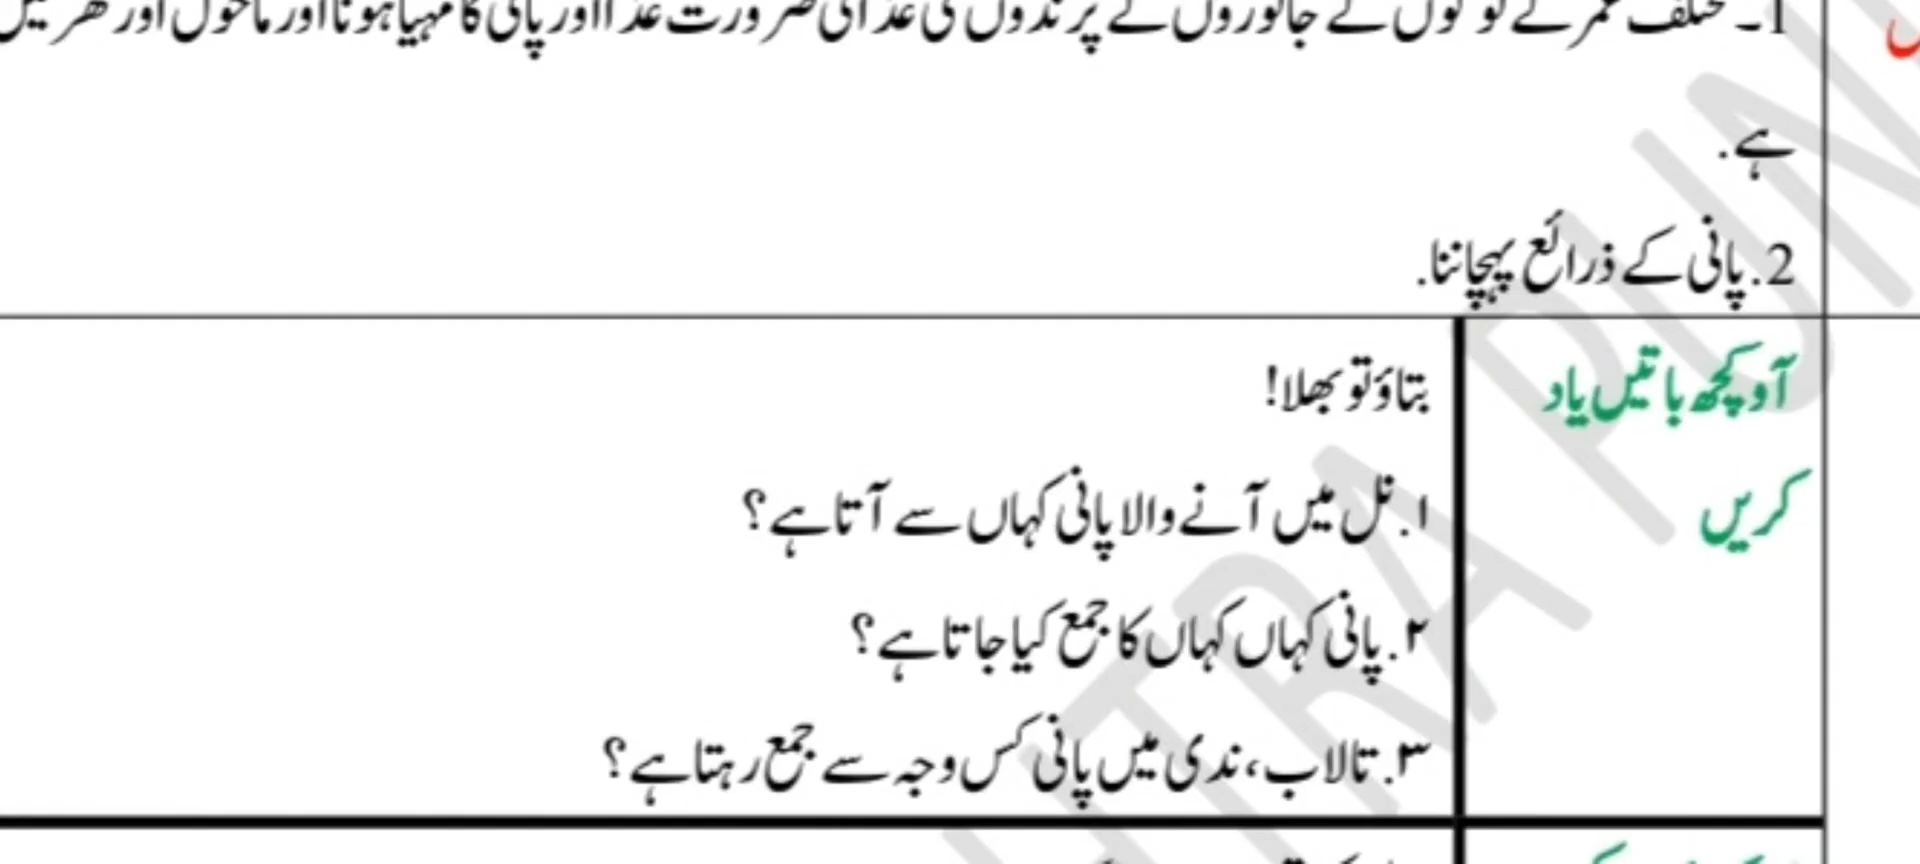 1۔ مختلف عمر کے لوگوں کے جانوروں کے پرندوں کی غذائی ضرورت غذا اور پانی کا مہیا ہونا اور ماحول اور گھر میں
ہے.
2. پانی کے ذرائع پہچاننا.
آو کچھ باتیں یاد
کریں
بتاؤ تو بھلا!
۱. نل میں آنے والا پانی کہاں سے آتا ہے؟
۲. پانی کہاں کہاں کا جمع کیا جاتا ہے؟
۳. تالاب، ندی میں پانی کس وجہ سے جمع رہتا ہے؟